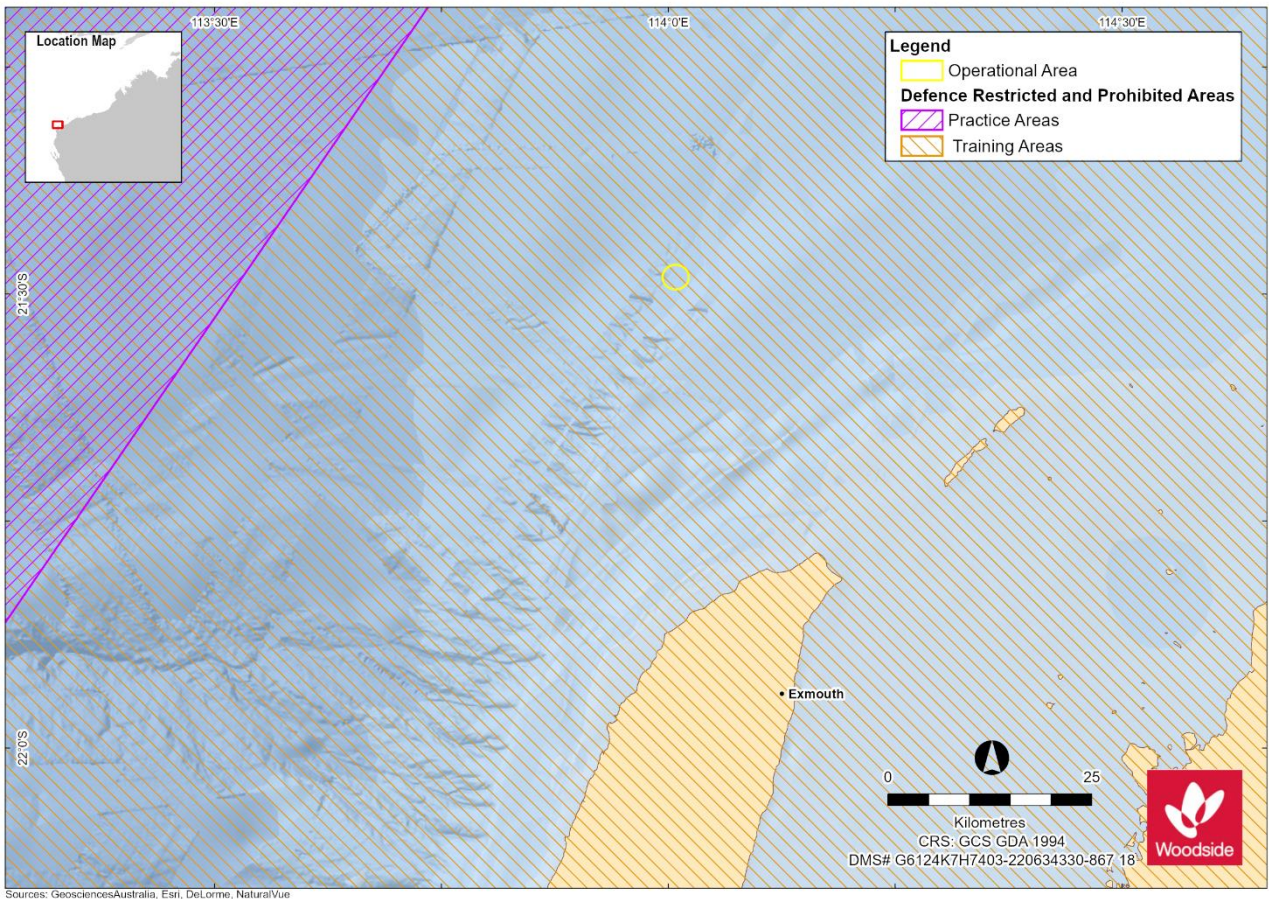 113°30'E
114°0'E
114°30'E
Location Map
Legend
Operational Area
Defence Restricted and Prohibited Areas
Practice Areas
Training Areas
21°30'S
Exmouth
22°0'S
0 25
Kilometres
CRS: GCS GDA 1994
DMS# G6124K7H7403-220634330-867 18
Woodside
Sources: GeosciencesAustralia, Esri, DeLorme, NaturalVue